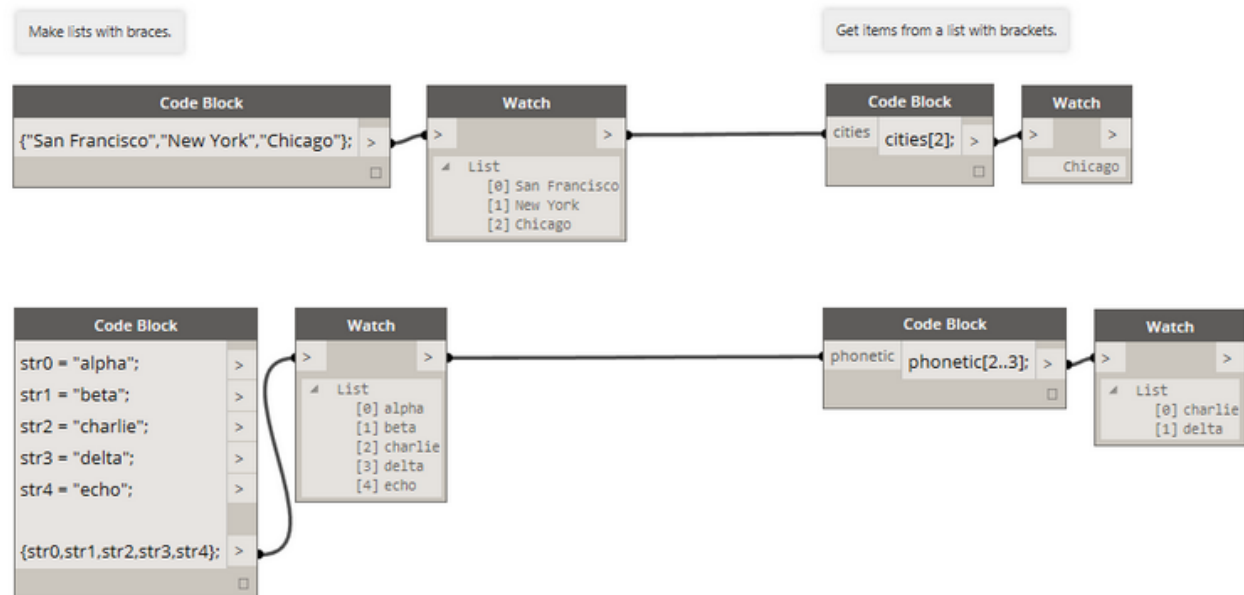 Make lists with braces.
Get items from a list with brackets.
Code Block
{"San Francisco","New York","Chicago"}; >
Watch
> >
List
[0] San Francisco
[1] New York
[2] Chicago
Code Block
cities cities[2]; >
Watch
> >
Chicago
Code Block
str0 = "alpha"; >
str1 = "beta"; >
str2 = "charlie"; >
str3 = "delta"; >
str4 = "echo"; >
{str0,str1,str2,str3,str4}; >
Watch
> >
List
[0] alpha
[1] beta
[2] charlie
[3] delta
[4] echo
Code Block
phonetic phonetic[2..3]; >
Watch
> >
List
[0] charlie
[1] delta